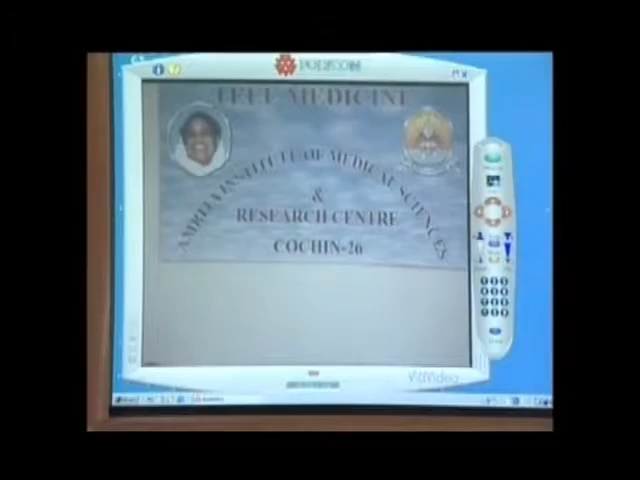 POLYCOM
TELE MEDICINE
AMRITA INSTITUTE OF MEDICAL SCIENCES
&
RESEARCH CENTRE
COCHIN-26
ViaVideo